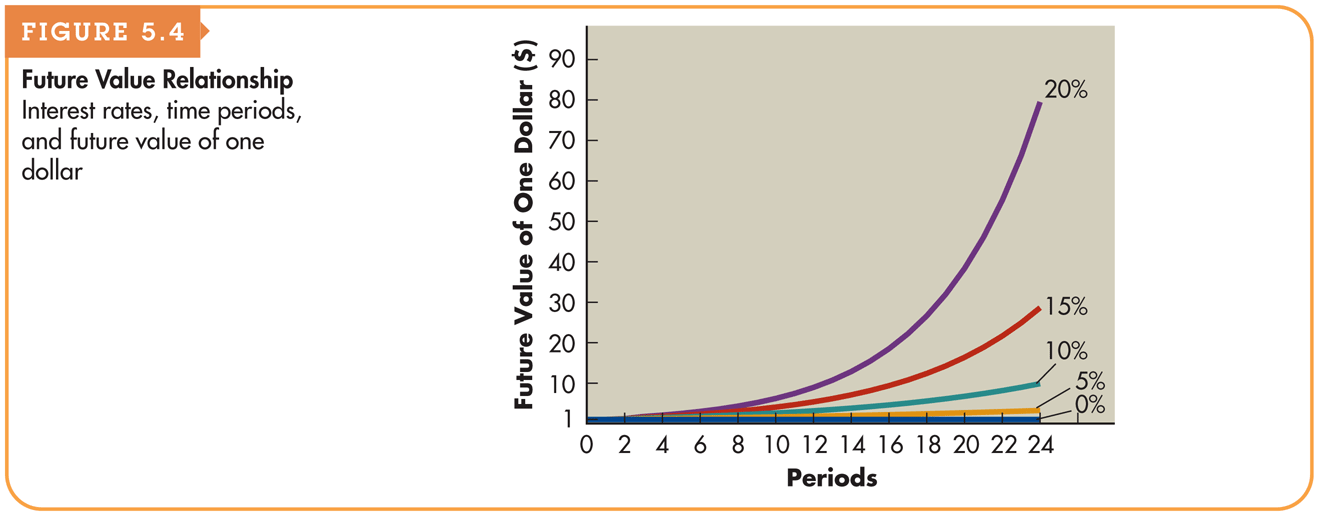 FIGURE 5.4
Future Value Relationship
Interest rates, time periods,
and future value of one
dollar
Future Value of One Dollar ($)
90
80
70
60
50
40
30
20
10
1
20%
15%
10%
5%
0%
0 2 4 6 8 10 12 14 16 18 20 22 24
Periods